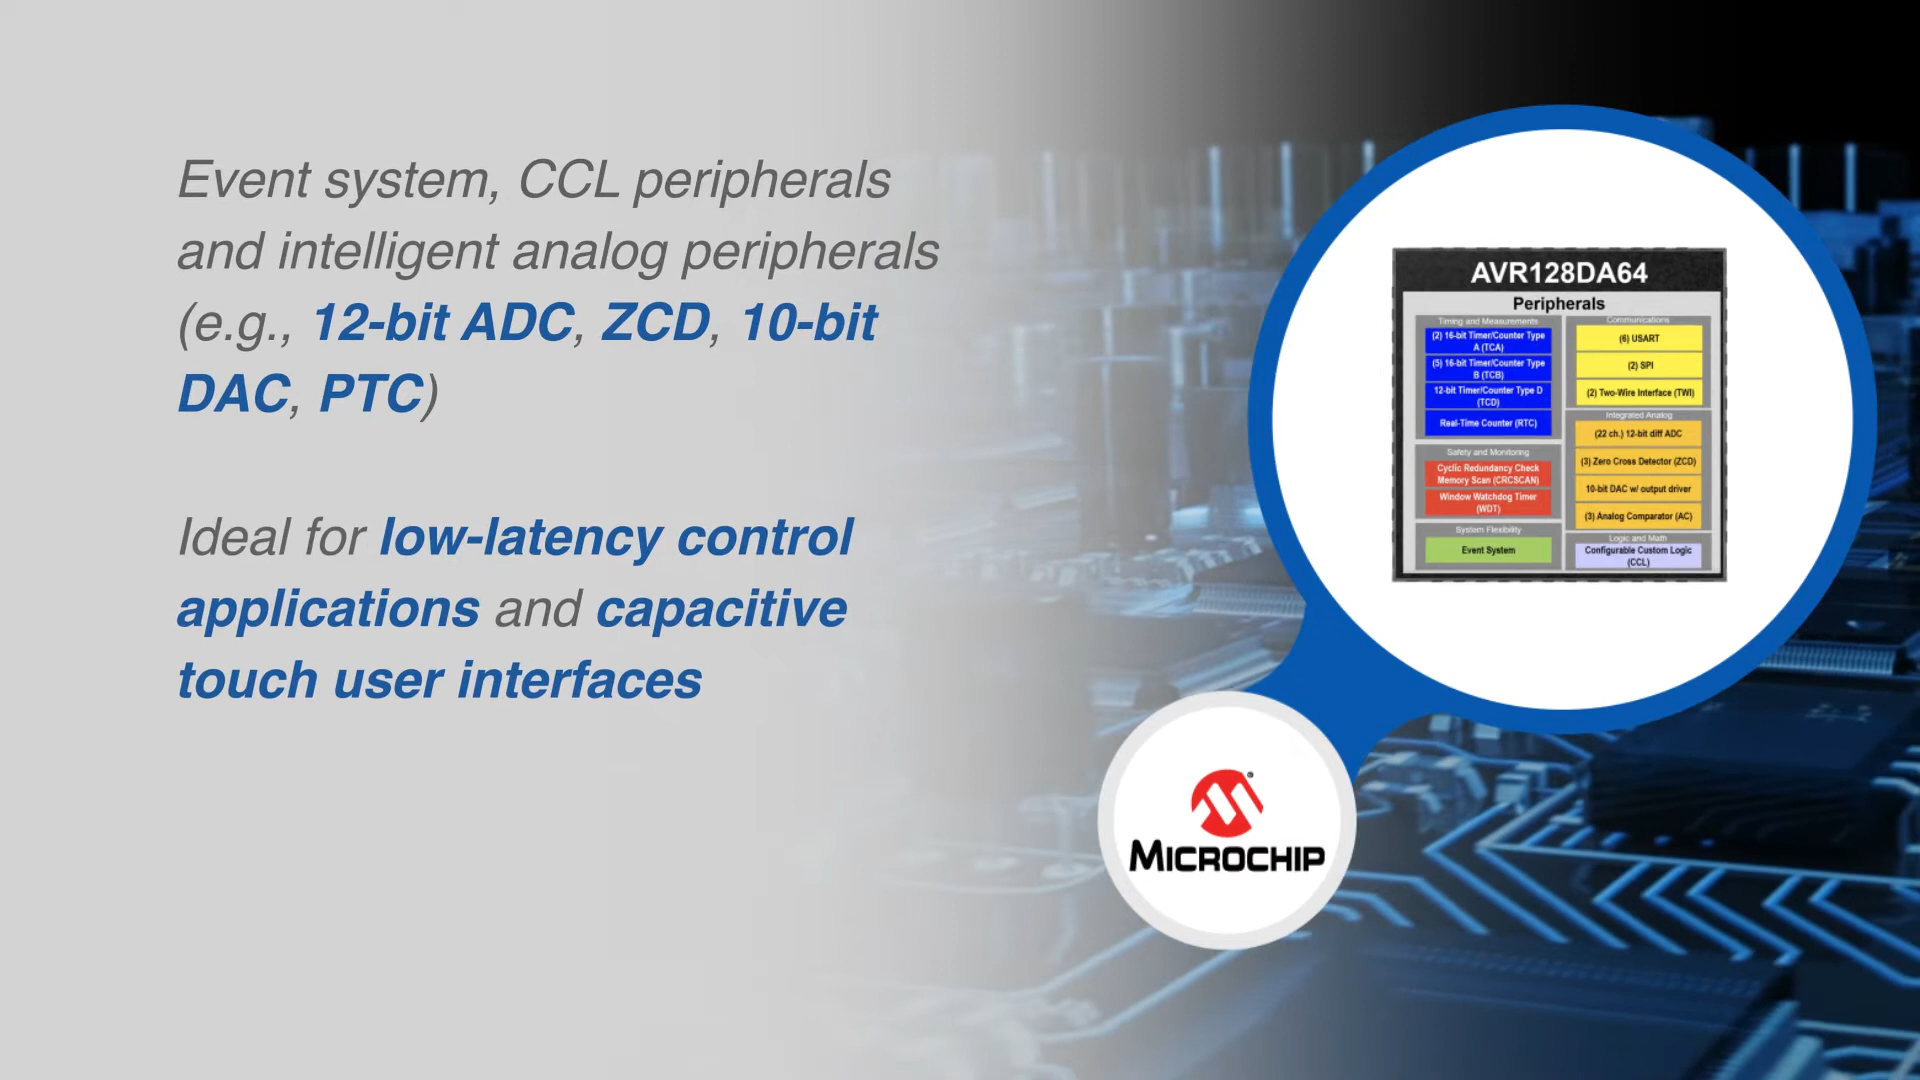 Event system, CCL peripherals
and intelligent analog peripherals
(e.g., 12-bit ADC, ZCD, 10-bit
DAC, PTC)
Ideal for low-latency control
applications and capacitive
touch user interfaces
AVR128DA64
Peripherals
Timing and Measurements
(2) 16-bit Timer/Counter Type
A (TCA)
(5) 16-bit Timer/Counter Type
B (TCB)
12-bit Timer/Counter Type D
(TCD)
Real-Time Counter (RTC)
Safety and Monitoring
Cyclic Redundancy Check
Memory Scan (CRCSCAN)
Window Watchdog Timer
(WDT)
System Flexibility
Event System
Communications
(6) USART
(2) SPI
(2) Two-Wire Interface (TWI)
Integrated Analog
(22 ch.) 12-bit diff ADC
(3) Zero Cross Detector (ZCD)
10-bit DAC w/ output driver
(3) Analog Comparator (AC)
Logic and Math
Configurable Custom Logic
(CCL)
®
MICROCHIP